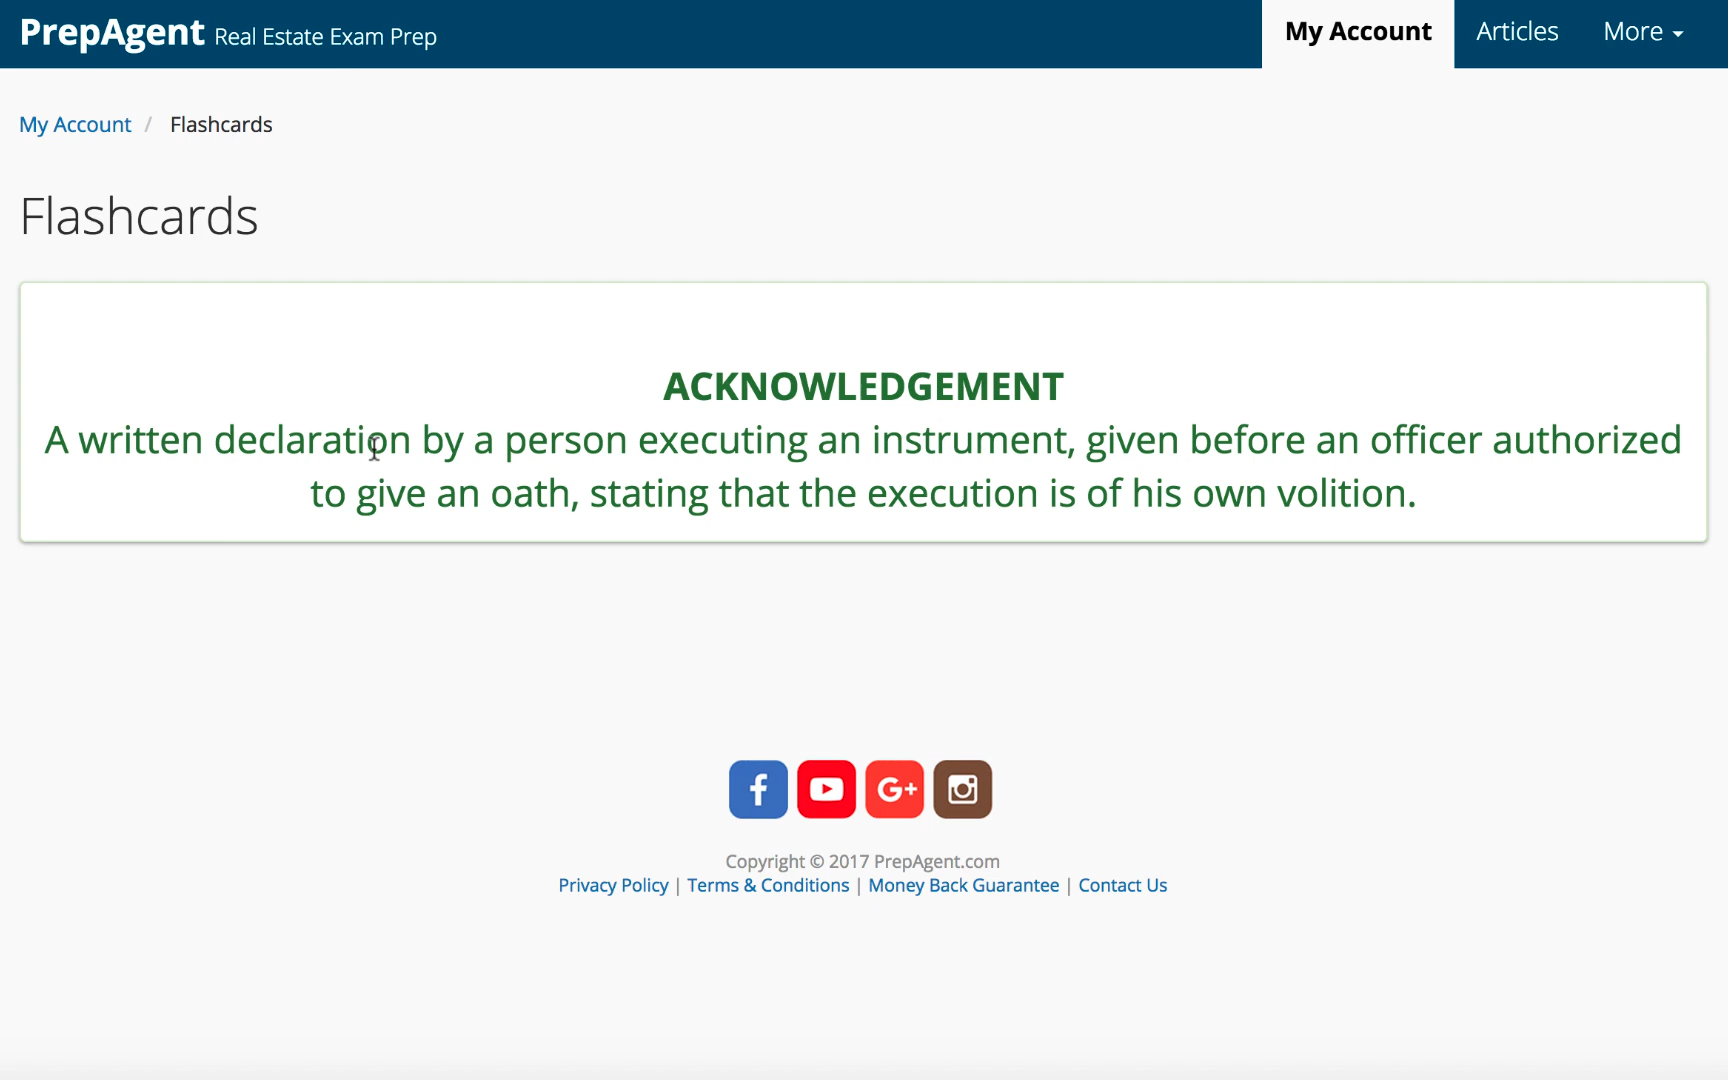 PrepAgent Real Estate Exam Prep
My Account Articles More
My Account / Flashcards
Flashcards
ACKNOWLEDGEMENT
A written declaration by a person executing an instrument, given before an officer authorized
to give an oath, stating that the execution is of his own volition.
f G+
Copyright © 2017 PrepAgent.com
Privacy Policy | Terms & Conditions | Money Back Guarantee | Contact Us